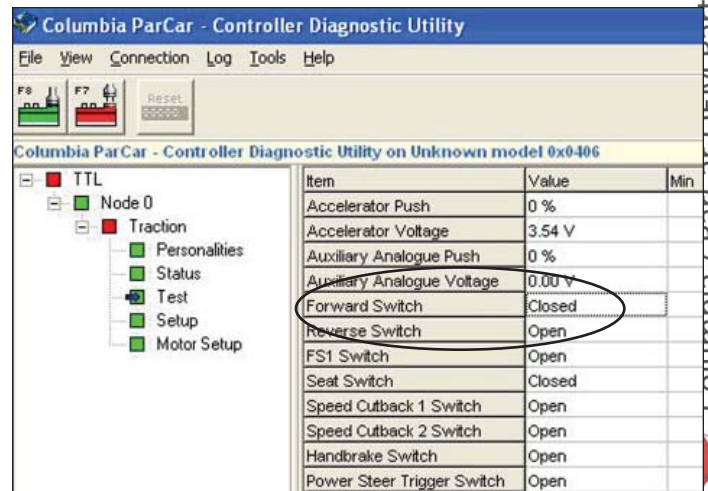 Columbia ParCar - Controller Diagnostic Utility
File View Connection Log Tools Help
F8 F7 Reset
Columbia ParCar - Controller Diagnostic Utility on Unknown model 0x0406
TTL
Node 0
Traction
Personalities
Status
Test
Setup
Motor Setup
Item Value Min
Accelerator Push 0 %
Accelerator Voltage 3.54 V
Auxiliary Analogue Push 0 %
Auxiliary Analogue Voltage 0.00 V
Forward Switch Closed
Reverse Switch Open
FS1 Switch Open
Seat Switch Closed
Speed Cutback 1 Switch Open
Speed Cutback 2 Switch Open
Handbrake Switch Open
Power Steer Trigger Switch Open